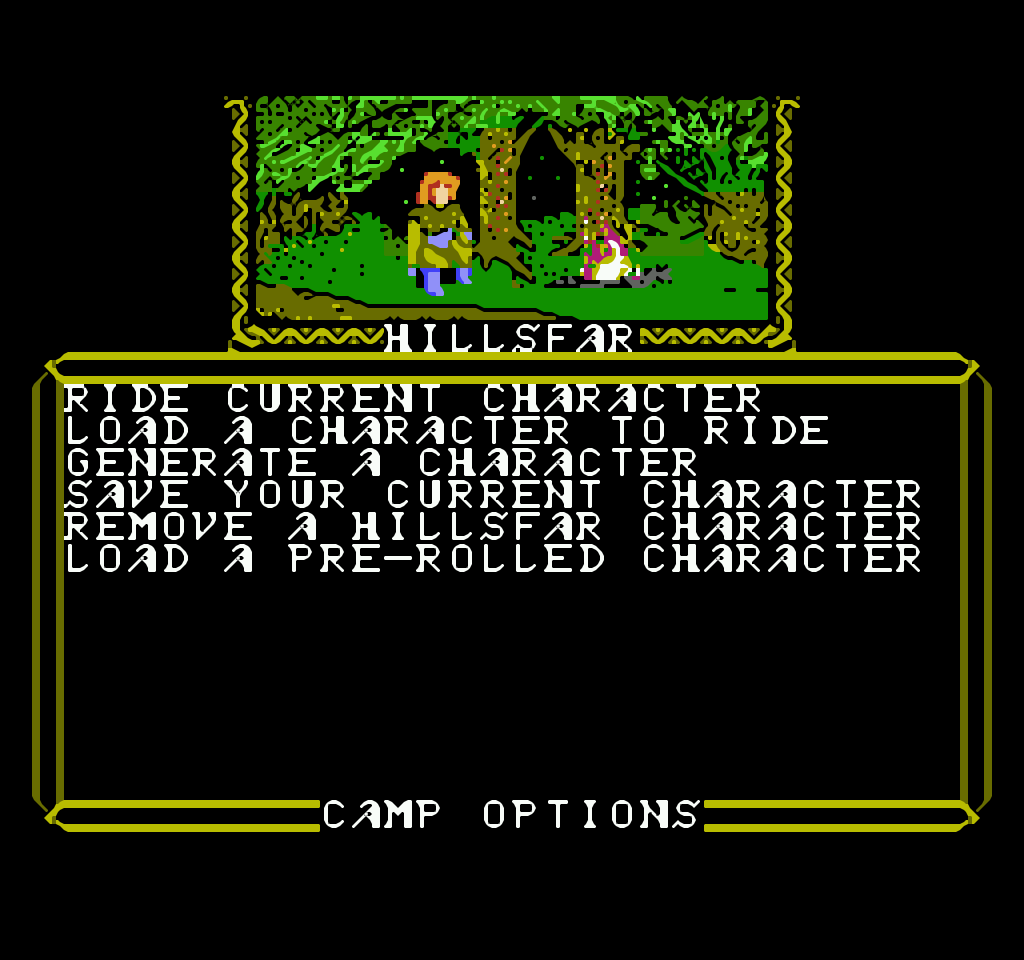 HILLSFAR
RIDE CURRENT CHARACTER
LOAD A CHARACTER TO RIDE
GENERATE A CHARACTER
SAVE YOUR CURRENT CHARACTER
REMOVE A HILLSFAR CHARACTER
LOAD A PRE-ROLLED CHARACTER
CAMP OPTIONS